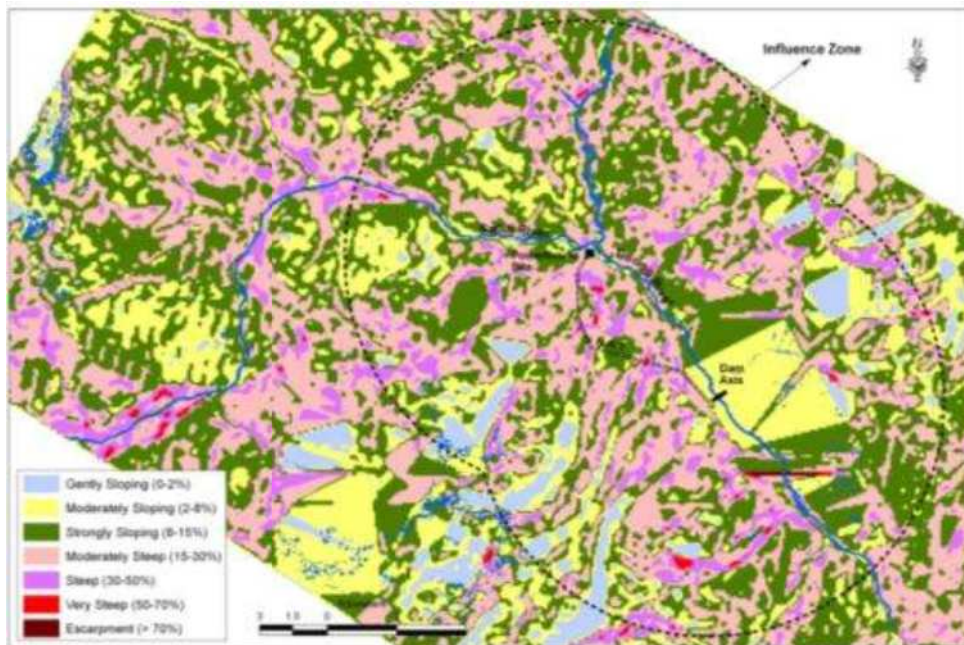 Influence Zone
Dam
Axis
Gently Sloping (0-2%)
Moderately Sloping (2-8%)
Strongly Sloping (8-15%)
Moderately Steep (15-30%)
Steep (30-50%)
Very Steep (50-70%)
Escarpment (> 70%)